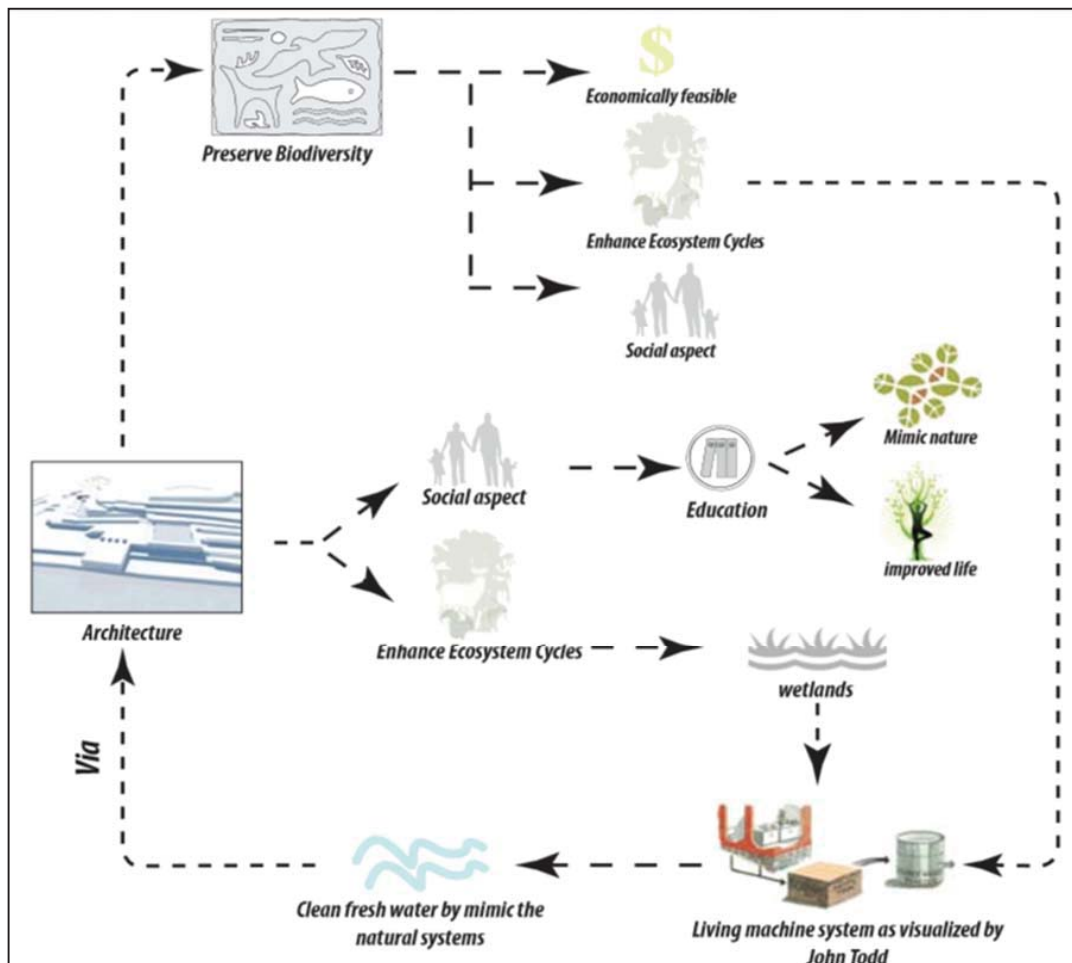 $
Economically feasible
Preserve Biodiversity
Enhance Ecosystem Cycles
Social aspect
Mimic nature
Social aspect
Education
improved life
Architecture
Enhance Ecosystem Cycles
wetlands
Via
Clean fresh water by mimic the
natural systems
Living machine system as visualized by
John Todd